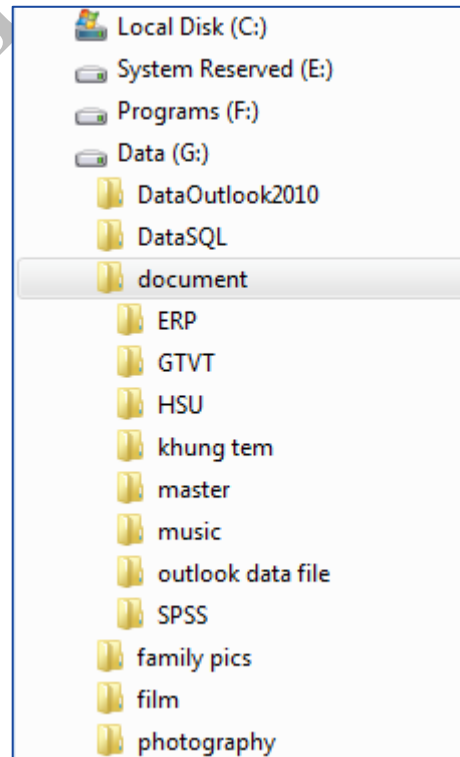 Local Disk (C:)
System Reserved (E:)
Programs (F:)
Data (G:)
DataOutlook2010
DataSQL
document
ERP
GTVT
HSU
khung tem
master
music
outlook data file
SPSS
family pics
film
photography